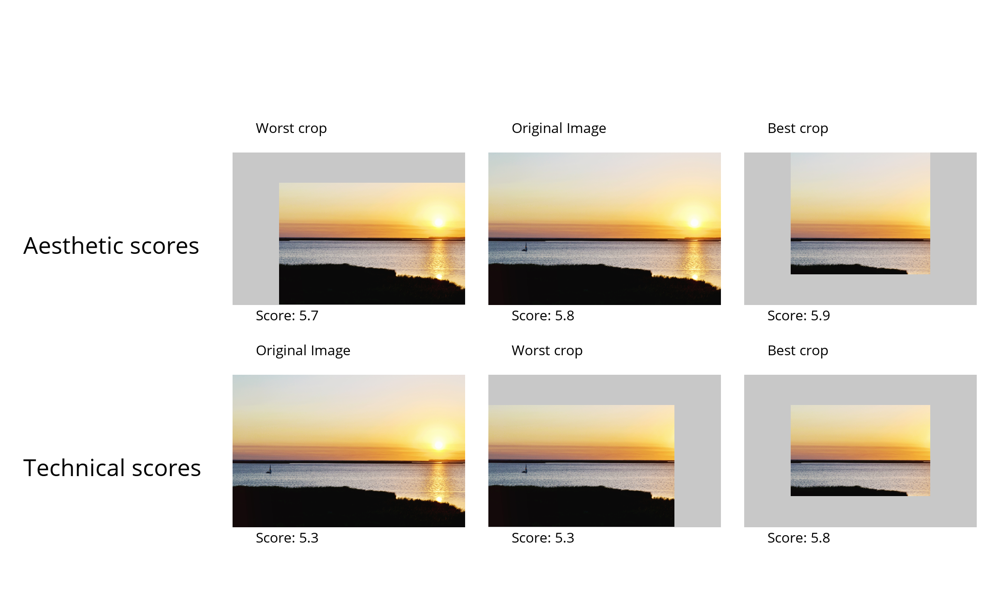 Worst crop
Original Image
Best crop
Aesthetic scores
Score: 5.7
Score: 5.8
Score: 5.9
Original Image
Worst crop
Best crop
Technical scores
Score: 5.3
Score: 5.3
Score: 5.8